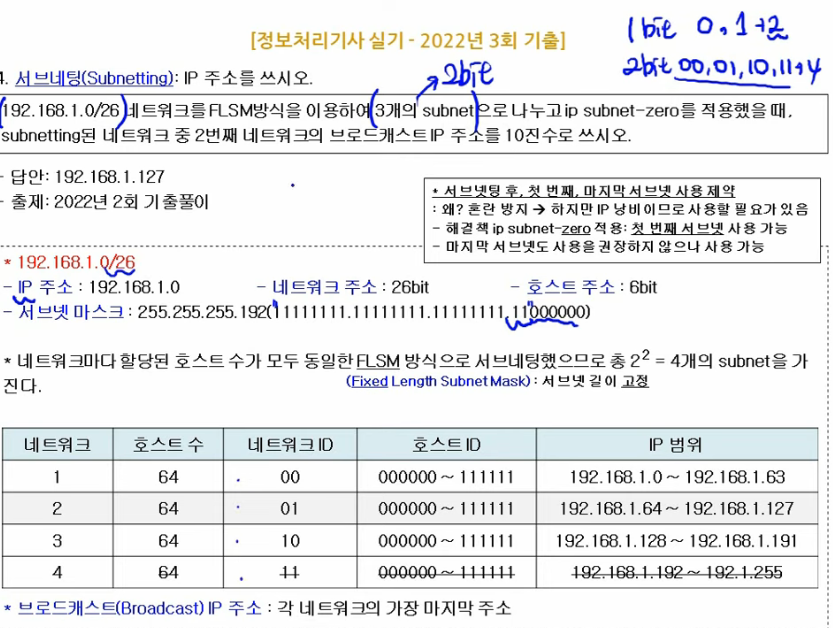 [정보처리기사 실기 - 2022년 3회 기출]
1bit 0, 1 → 2
2bit 00, 01, 10, 11 → 4
4. 서브네팅(Subnetting): IP 주소를 쓰시오.
2bit
192.168.1.0/26 네트워크를 FLSM방식을 이용하여 3개의 subnet으로 나누고 ip subnet-zero를 적용했을 때,
subnetting된 네트워크 중 2번째 네트워크의 브로드캐스트IP 주소를 10진수로 쓰시오.
- 답안: 192.168.1.127
- 출제: 2022년 2회 기출풀이
* 서브넷팅 후, 첫 번째, 마지막 서브넷 사용 제약
: 왜? 혼란 방지 → 하지만 IP 낭비이므로 사용할 필요가 있음
- 해결책 ip subnet-zero 적용: 첫 번째 서브넷 사용 가능
- 마지막 서브넷도 사용을 권장하지 않으나 사용 가능
* 192.168.1.0/26
- IP 주소 : 192.168.1.0 - 네트워크 주소 : 26bit - 호스트 주소 : 6bit
- 서브넷 마스크 : 255.255.255.192(11111111.11111111.11111111.11000000)
* 네트워크마다 할당된 호스트 수가 모두 동일한 FLSM 방식으로 서브네팅했으므로 총 2² = 4개의 subnet을 가
진다. (Fixed Length Subnet Mask) : 서브넷 길이 고정
네트워크 호스트 수 네트워크 ID 호스트 ID IP 범위
1 64 00 000000 ~ 111111 192.168.1.0 ~ 192.168.1.63
2 64 01 000000 ~ 111111 192.168.1.64 ~ 192.168.1.127
3 64 10 000000 ~ 111111 192.168.1.128 ~ 192.168.1.191
4 64 11 000000 ~ 111111 192.168.1.192 ~ 192.1.255
* 브로드캐스트(Broadcast) IP 주소 : 각 네트워크의 가장 마지막 주소